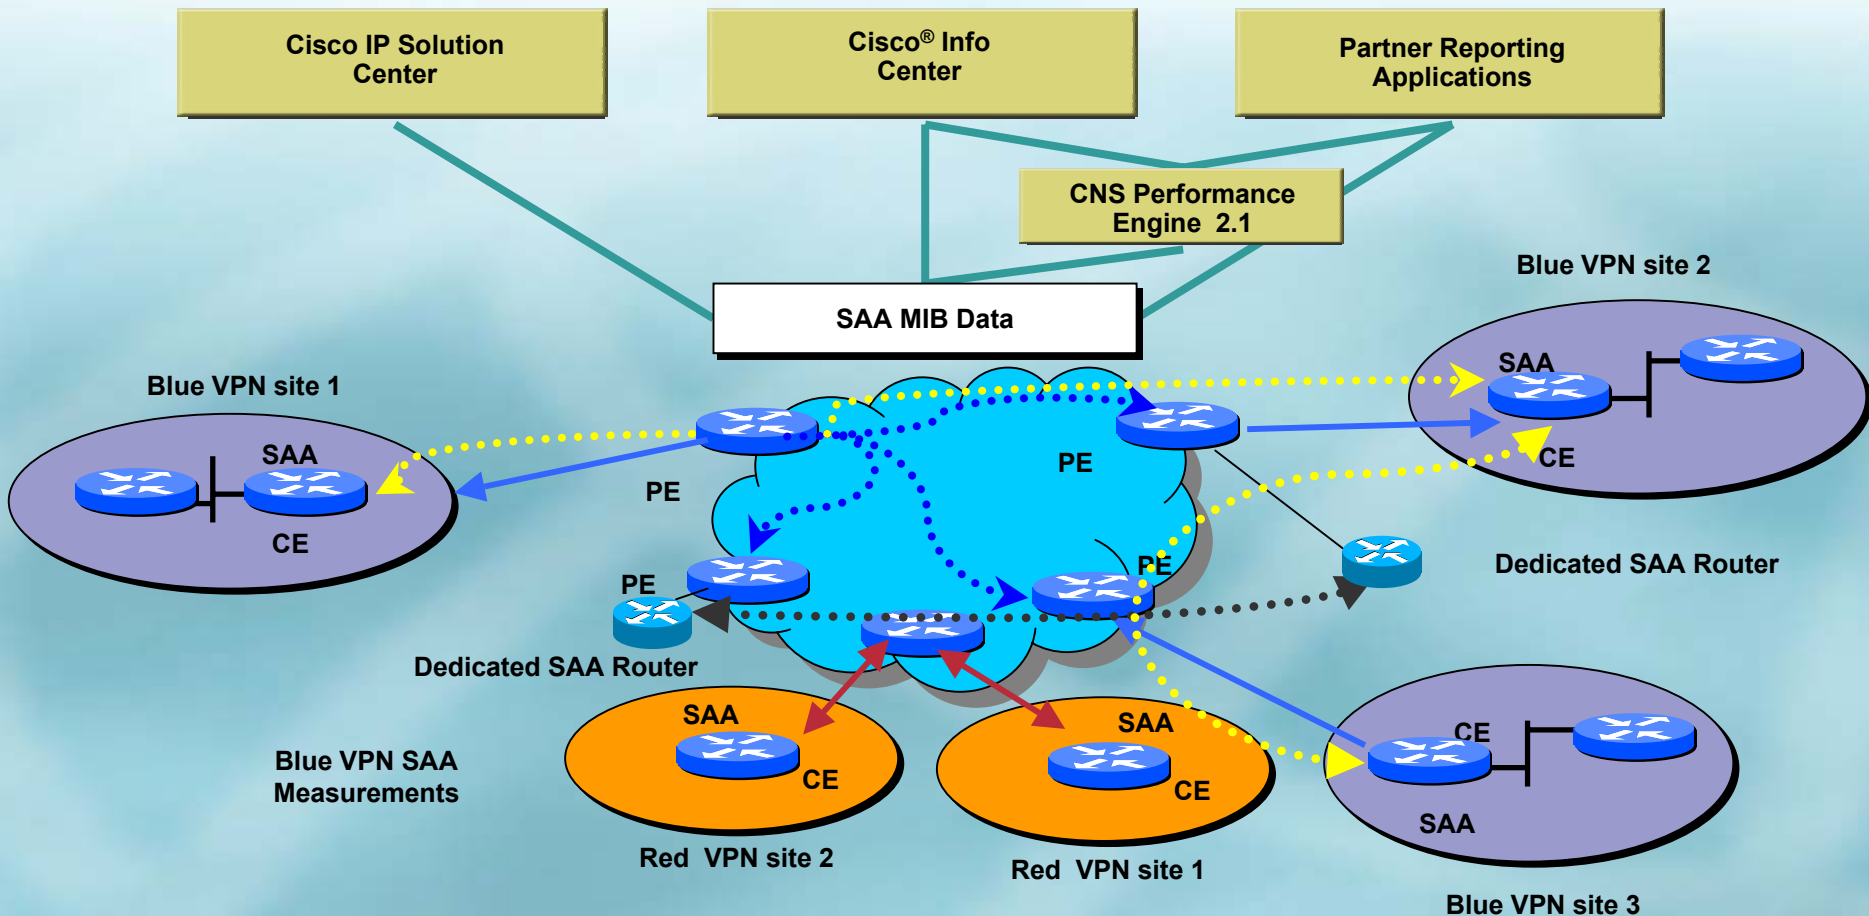 Cisco IP Solution
Center
Cisco® Info
Center
Partner Reporting
Applications
CNS Performance
Engine  2.1
SAA MIB Data
Blue VPN site 2
Blue VPN site 1
SAA
CE
SAA
CE
PE
PE
PE
PE
Dedicated SAA Router
Dedicated SAA Router
Blue VPN SAA
Measurements
SAA
CE
Red  VPN site 2
SAA
CE
Red  VPN site 1
CE
SAA
Blue VPN site 3